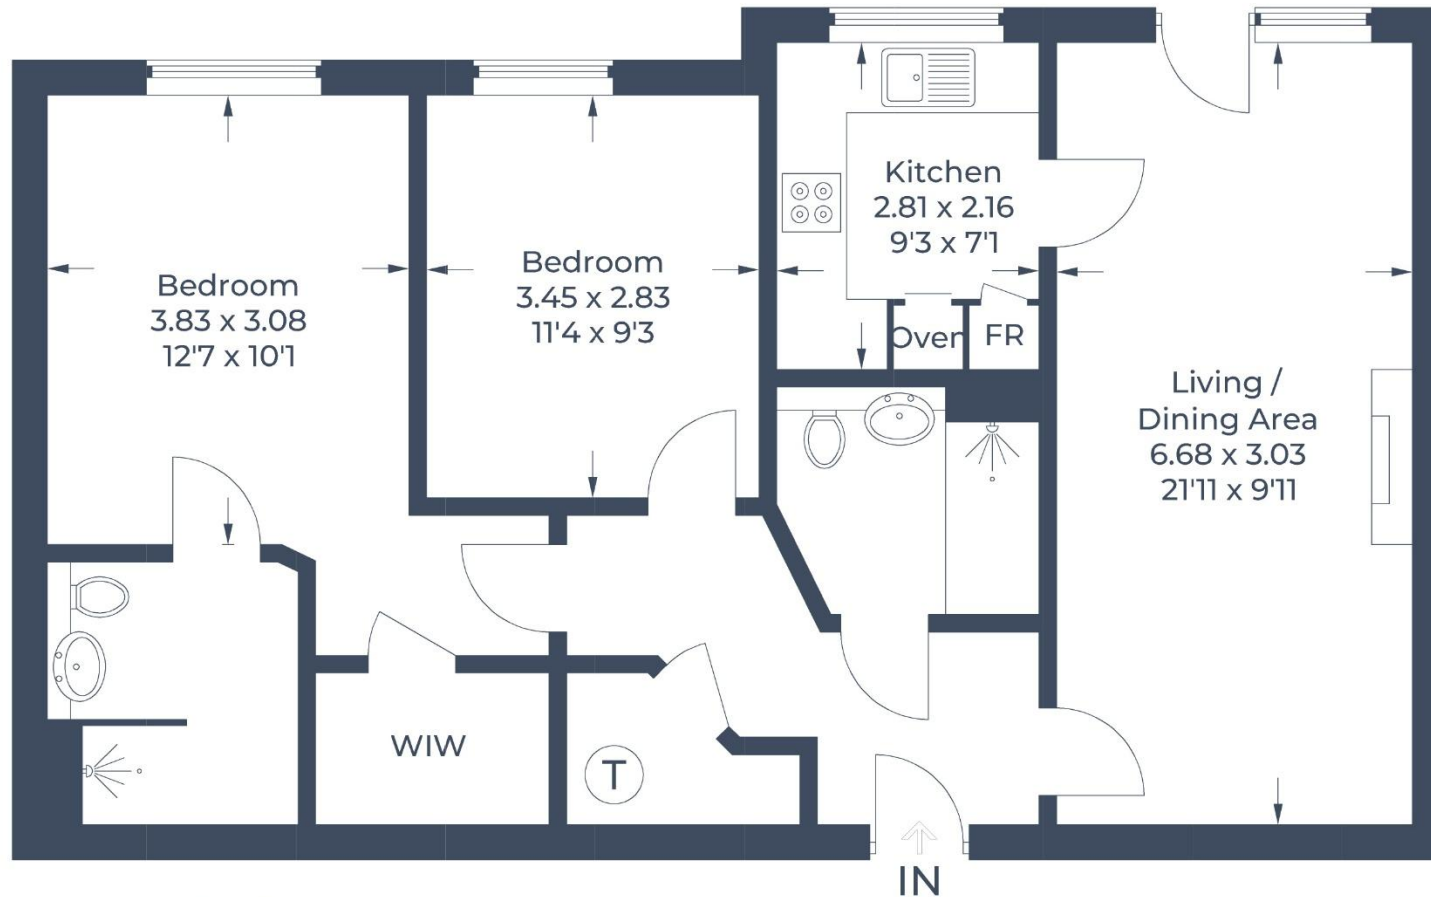 Bedroom
3.83 x 3.08
12'7 x 10'1
Bedroom
3.45 x 2.83
11'4 x 9'3
Kitchen
2.81 x 2.16
9'3 x 7'1
Oven
FR
Living /
Dining Area
6.68 x 3.03
21'11 x 9'11
WIW
T
IN